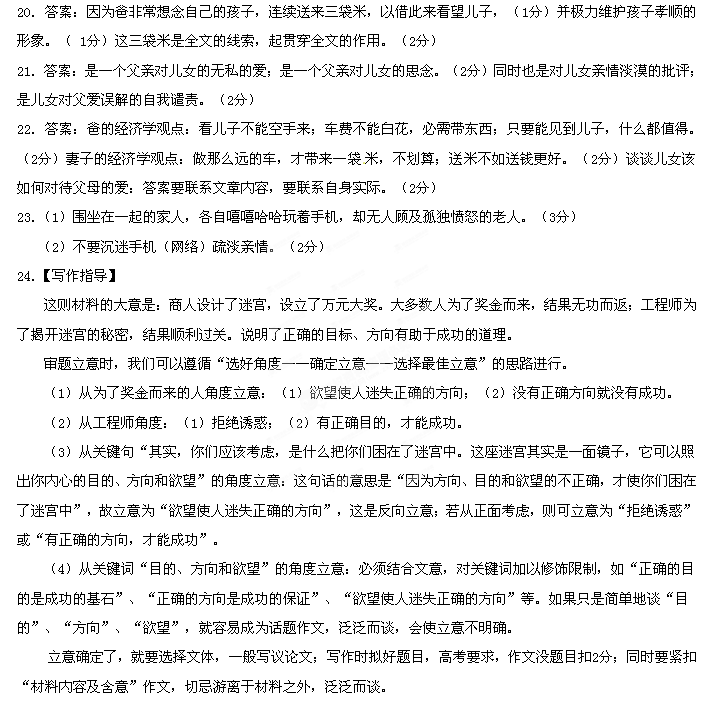 20. 答案：因为爸非常想念自己的孩子，连续送来三袋米，以借此来看望儿子，（1分）并极力维护孩子孝顺的
形象。（ 1分）这三袋米是全文的线索，起贯穿全文的作用。（2分）
21. 答案：是一个父亲对儿女的无私的爱；是一个父亲对儿女的思念。（2分）同时也是对儿女亲情淡漠的批评；
是儿女对父爱误解的自我谴责。（2分）
22. 答案：爸的经济学观点：看儿子不能空手来；车费不能白花，必需带东西；只要能见到儿子，什么都值得。
（2分）妻子的经济学观点：做那么远的车，才带来一袋 米，不划算；送米不如送钱更好。（2分）谈谈儿女该
如何对待父母的爱：答案要联系文章内容，要联系自身实际。（2分）
23.（1）围坐在一起的家人，各自嘻嘻哈哈玩着手机，却无人顾及孤独愤怒的老人。（3分）
（2）不要沉迷手机（网络）疏淡亲情。（2分）
24.【写作指导】
这则材料的大意是：商人设计了迷宫，设立了万元大奖。大多数人为了奖金而来，结果无功而返；工程师为
了揭开迷宫的秘密，结果顺利过关。说明了正确的目标、方向有助于成功的道理。
审题立意时，我们可以遵循“选好角度——确定立意——选择最佳立意”的思路进行。
（1）从为了奖金而来的人角度立意：（1）欲望使人迷失正确的方向；（2）没有正确方向就没有成功。
（2）从工程师角度：（1）拒绝诱惑；（2）有正确目的，才能成功。
（3）从关键句“其实，你们应该考虑，是什么把你们困在了迷宫中。这座迷宫其实是一面镜子，它可以照
出你内心的目的、方向和欲望”的角度立意：这句话的意思是“因为方向、目的和欲望的不正确，才使你们困在
了迷宫中”，故立意为“欲望使人迷失正确的方向”，这是反向立意；若从正面考虑，则可立意为“拒绝诱惑”
或“有正确的方向，才能成功”。
（4）从关键词“目的、方向和欲望”的角度立意：必须结合文意，对关键词加以修饰限制，如“正确的目
的是成功的基石”、“正确的方向是成功的保证”、“欲望使人迷失正确的方向”等。如果只是简单地谈“目
的”、“方向”、“欲望”，就容易成为话题作文，泛泛而谈，会使立意不明确。
立意确定了，就要选择文体，一般写议论文；写作时拟好题目，高考要求，作文没题目扣2分；同时要紧扣
“材料内容及含意”作文，切忌游离于材料之外，泛泛而谈。